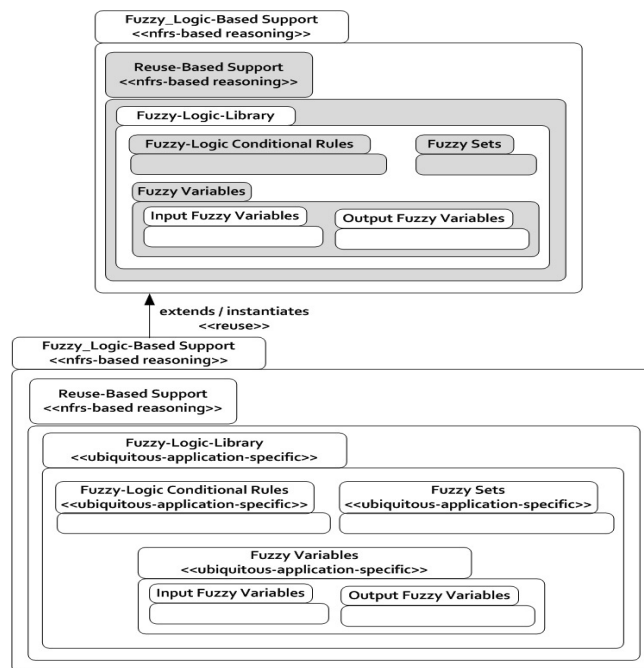 Fuzzy_Logic-Based Support
<<nfrs-based reasoning>>
Reuse-Based Support
<<nfrs-based reasoning>>
Fuzzy-Logic-Library
Fuzzy-Logic Conditional Rules
Fuzzy Sets
Fuzzy Variables
Input Fuzzy Variables
Output Fuzzy Variables
extends / instantiates
<<reuse>>
Fuzzy_Logic-Based Support
<<nfrs-based reasoning>>
Reuse-Based Support
<<nfrs-based reasoning>>
Fuzzy-Logic-Library
<<ubiquitous-application-specific>>
Fuzzy-Logic Conditional Rules
<<ubiquitous-application-specific>>
Fuzzy Sets
<<ubiquitous-application-specific>>
Fuzzy Variables
<<ubiquitous-application-specific>>
Input Fuzzy Variables
Output Fuzzy Variables